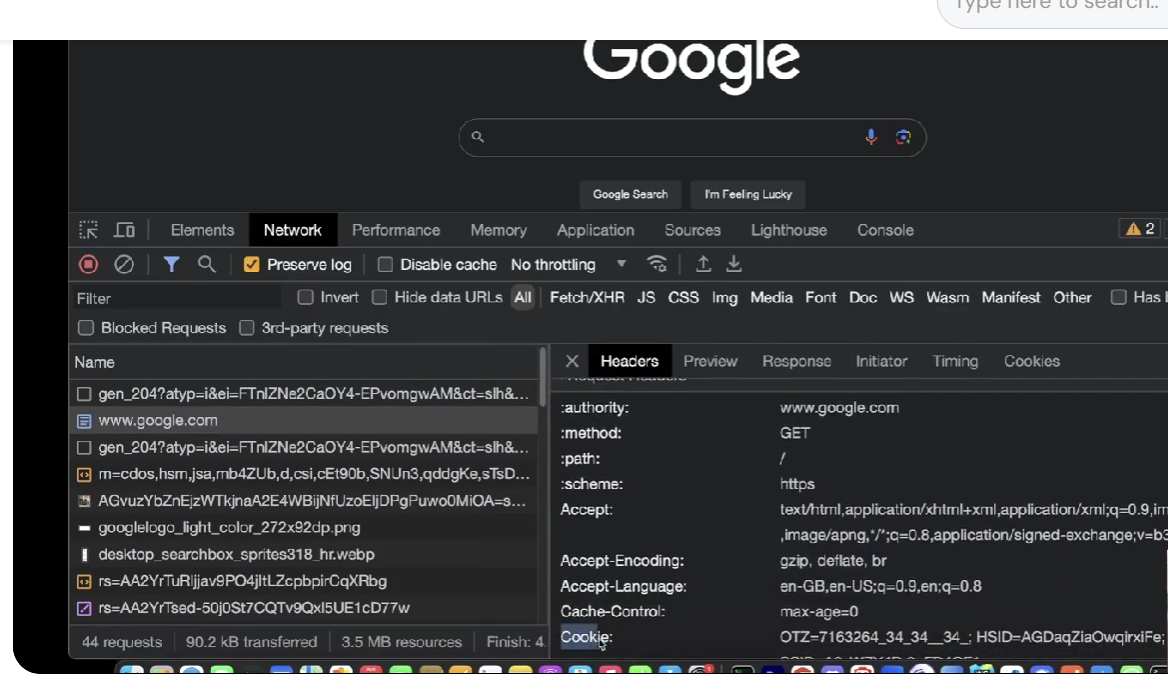 Type here to search..
Google
Google Search I'm Feeling Lucky
Elements Network Performance Memory Application Sources Lighthouse Console 2
Preserve log Disable cache No throttling
Filter Invert Hide data URLs All Fetch/XHR JS CSS Img Media Font Doc WS Wasm Manifest Other Has
Blocked Requests 3rd-party requests
Name Headers Preview Response Initiator Timing Cookies
Request Headers
gen_204?atyp=i&ei=FTnIZNe2CaOY4-EPvomgwAM&ct=slh&...
:authority: www.google.com
www.google.com
:method: GET
gen_204?atyp=i&ei=FTnIZNe2CaOY4-EPvomgwAM&ct=slh&...
:path: /
m=cdos,hsm,jsa,mb4ZUb,d,csi,cEt90b,SNUn3,qddgKe,sTsD...
:scheme: https
AGvuzYbZnEjzWTkjnaA2E4WBijNfUzoEIjDPgPuwo0MiOA=s...
Accept: text/html,application/xhtml+xml,application/xml;q=0.9,im
googlelogo_light_color_272x92dp.png
,image/apng,*/*;q=0.8,application/signed-exchange;v=b3
desktop_searchbox_sprites318_hr.webp
Accept-Encoding: gzip, deflate, br
rs=AA2YrTuRljjav9PO4jItLZcpbpirCqXRbg
Accept-Language: en-GB,en-US;q=0.9,en;q=0.8
rs=AA2YrTsed-50j0St7CQTv9QxI5UE1cD77w
Cache-Control: max-age=0
44 requests 90.2 kB transferred 3.5 MB resources Finish: 4.
Cookie: OTZ=7163264_34_34__34_; HSID=AGDaqZiaOwqirxiFe;